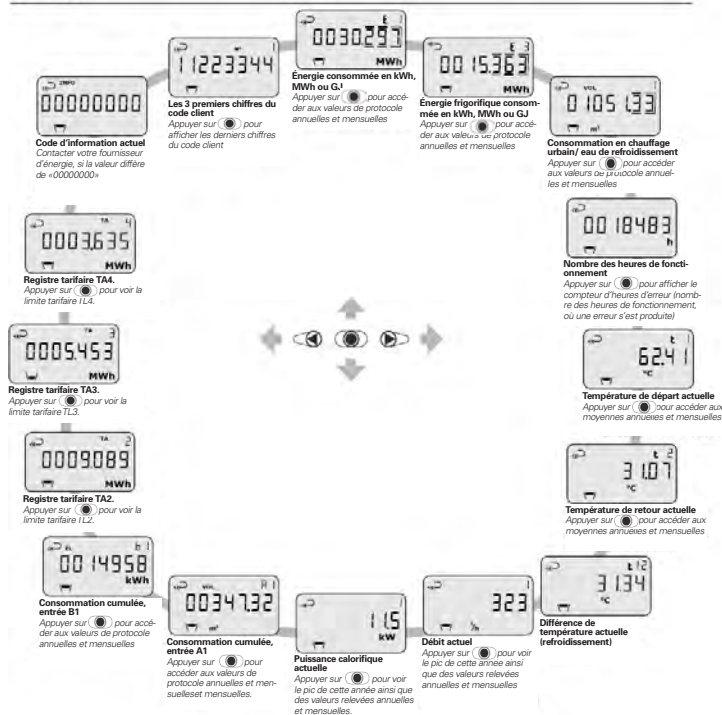 INFO
00000000
Code d'information actuel
Contacter votre fournisseur
d'énergie, si la valeur diffère
de «00000000»
1
11223344
Les 3 premiers chiffres du
code client
Appuyer sur pour
afficher les derniers chiffres
du code client
E 1
0030.297
MWh
Énergie consommée en kWh,
MWh ou GJ
Appuyer sur pour accé-
der aux valeurs de protocole
annuelles et mensuelles
E 3
0015.363
MWh
Énergie frigorifique consom-
mée en kWh, MWh ou GJ
Appuyer sur pour accé-
der aux valeurs de protocole
annuelles et mensuelles
VOL 1
01051.33
m³
Consommation en chauffage
urbain/ eau de refroidissement
Appuyer sur pour accéder
aux valeurs de protocole annuel-
les et mensuelles
0018483
h
Nombre des heures de foncti-
onnement
Appuyer sur pour afficher le
compteur d'heures d'erreur (nomb-
re des heures de fonctionnement,
où une erreur s'est produite)
t 1
62.41
°C
Température de départ actuelle
Appuyer sur pour accéder aux
moyennes annuelles et mensuelles
t 2
31.07
°C
Température de retour actuelle
Appuyer sur pour accéder aux
moyennes annuelles et mensuelles
t 12
31.34
°C
Différence de
température actuelle
(refroidissement)
1
323
l/h
Débit actuel
Appuyer sur pour voir
le pic de cette année ainsi
que des valeurs relevées
annuelles et mensuelles
1
11.5
kW
Puissance calorifique
actuelle
Appuyer sur pour voir
le pic de cette année ainsi que
des valeurs relevées annuelles
et mensuelles.
VOL A1
00347.32
m³
Consommation cumulée,
entrée A1
Appuyer sur pour
accéder aux valeurs de
protocole annuelles et men-
suelleset mensuelles.
EL b1
0014958
kWh
Consommation cumulée,
entrée B1
Appuyer sur pour accé-
der aux valeurs de protocole
annuelles et mensuelles
TA 2
0009.089
MWh
Registre tarifaire TA2.
Appuyer sur pour voir la
limite tarifaire TL2.
TA 3
0005.453
MWh
Registre tarifaire TA3.
Appuyer sur pour voir la
limite tarifaire TL3.
TA 4
0003.635
MWh
Registre tarifaire TA4.
Appuyer sur pour voir la
limite tarifaire TL4.